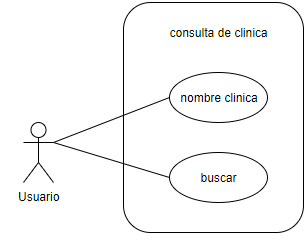 consulta de clinica
nombre clinica
buscar
Usuario